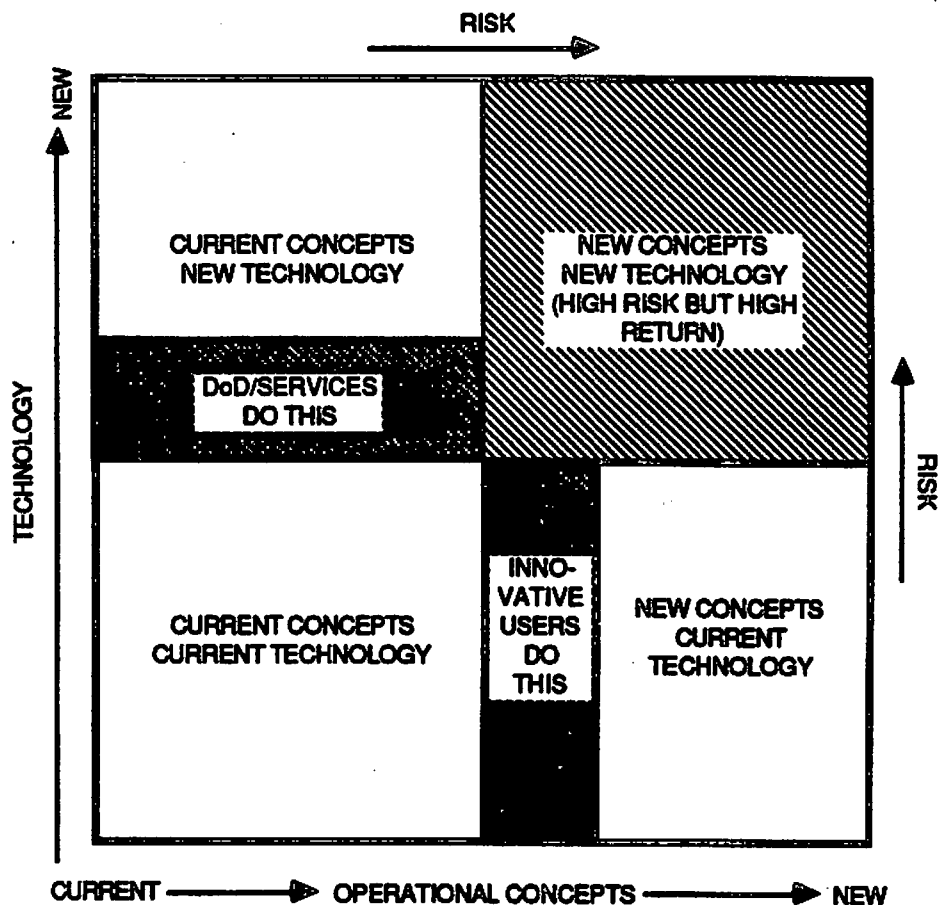 RISK
NEW
CURRENT CONCEPTS
NEW TECHNOLOGY
NEW CONCEPTS
NEW TECHNOLOGY
(HIGH RISK BUT HIGH
RETURN)
DoD/SERVICES
DO THIS
TECHNOLOGY
RISK
CURRENT CONCEPTS
CURRENT TECHNOLOGY
INNO-
VATIVE
USERS
DO
THIS
NEW CONCEPTS
CURRENT
TECHNOLOGY
CURRENT OPERATIONAL CONCEPTS NEW